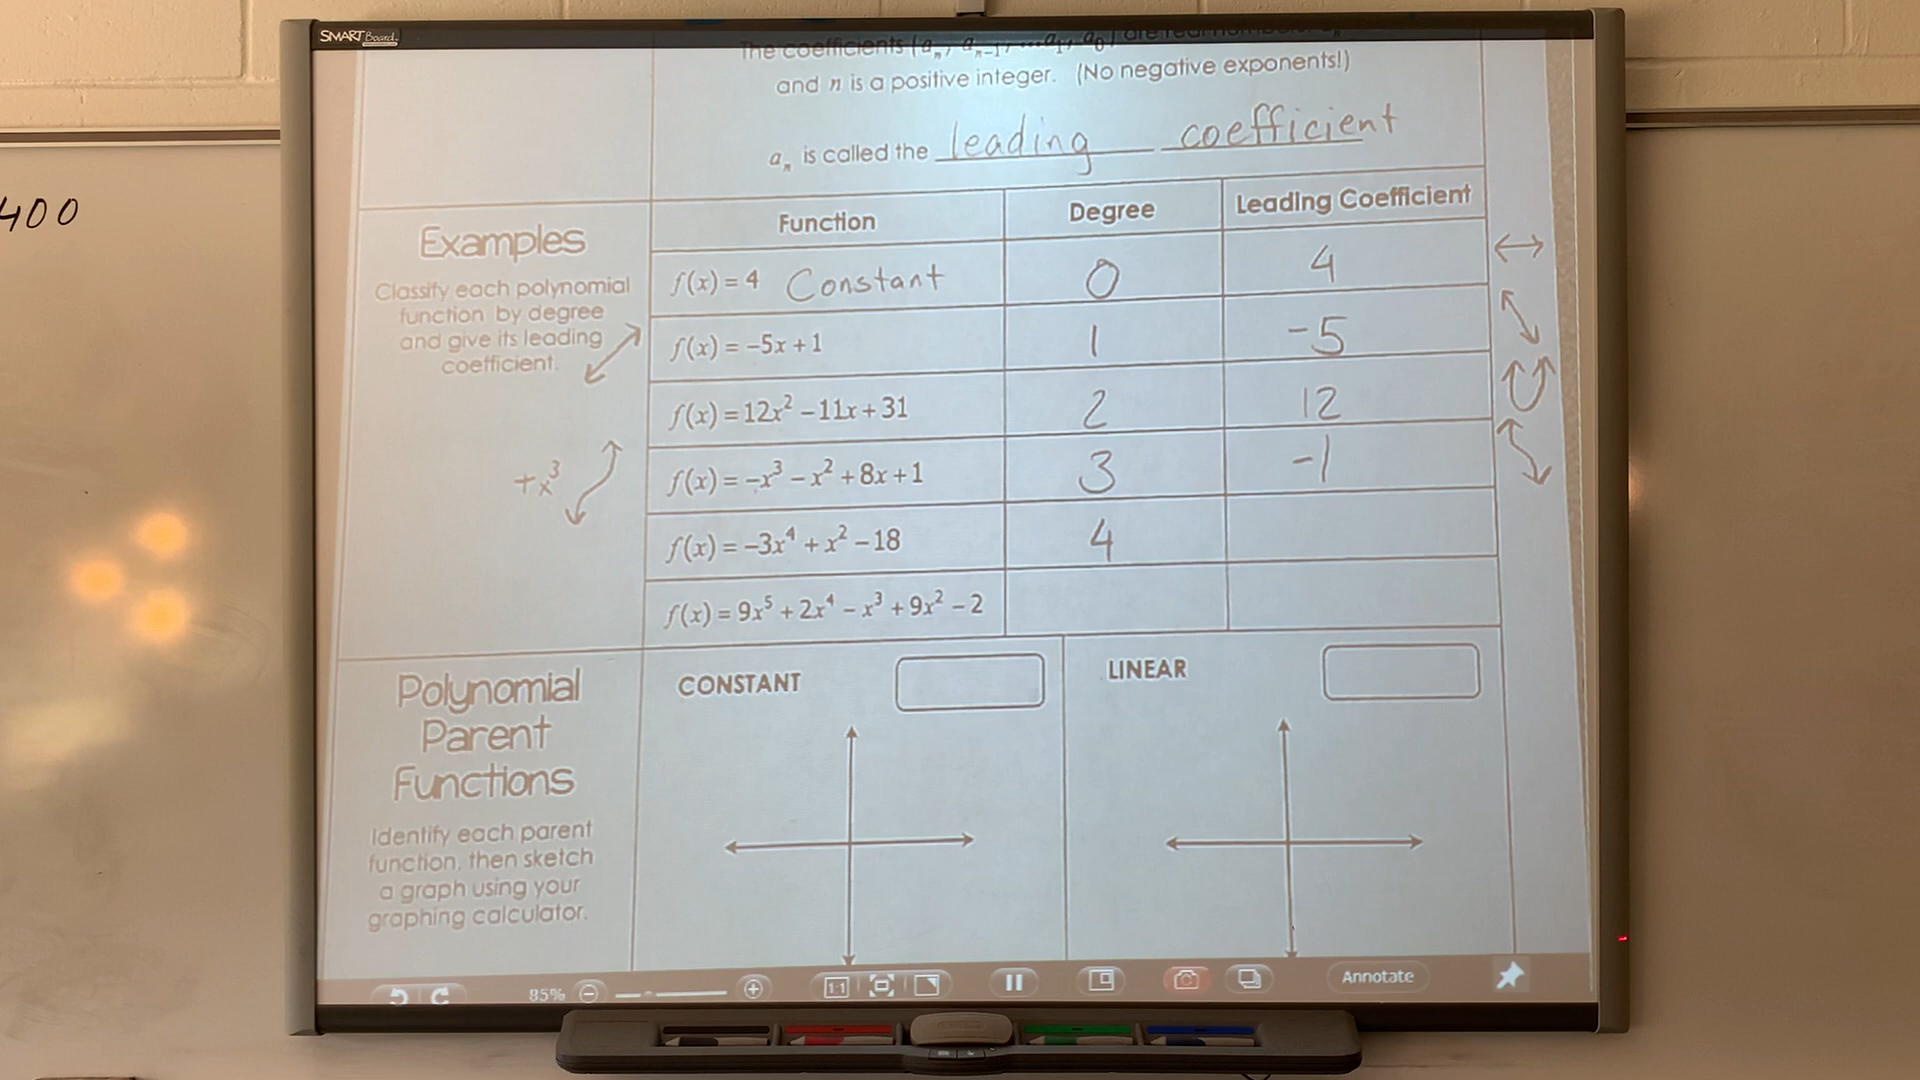 SMART Board
The coefficients (aₙ, aₙ₋₁, ...a₁, a₀) are real numbers
and n is a positive integer. (No negative exponents!)
aₙ is called the leading coefficient
400
Examples
Classify each polynomial
function by degree
and give its leading
coefficient.
+x³
Function Degree Leading Coefficient
f(x) = 4 Constant 0 4
f(x) = −5x + 1 1 -5
f(x) = 12x² − 11x + 31 2 12
f(x) = −x³ − x² + 8x + 1 3 -1
f(x) = −3x⁴ + x² − 18 4
f(x) = 9x⁵ + 2x⁴ − x³ + 9x² − 2
Polynomial
Parent
Functions
Identify each parent
function, then sketch
a graph using your
graphing calculator.
CONSTANT LINEAR
85% 1:1 Annotate